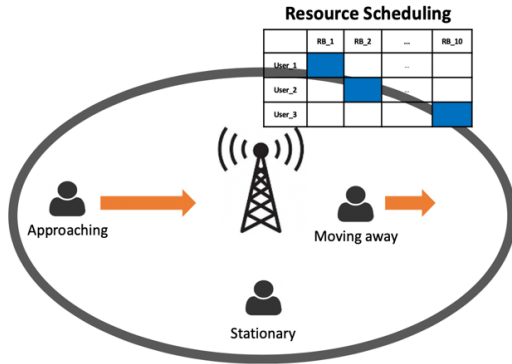 Resource Scheduling
RB_1 RB_2 ... RB_10
User_1 ...
User_2 ...
User_3
Approaching
Moving away
Stationary